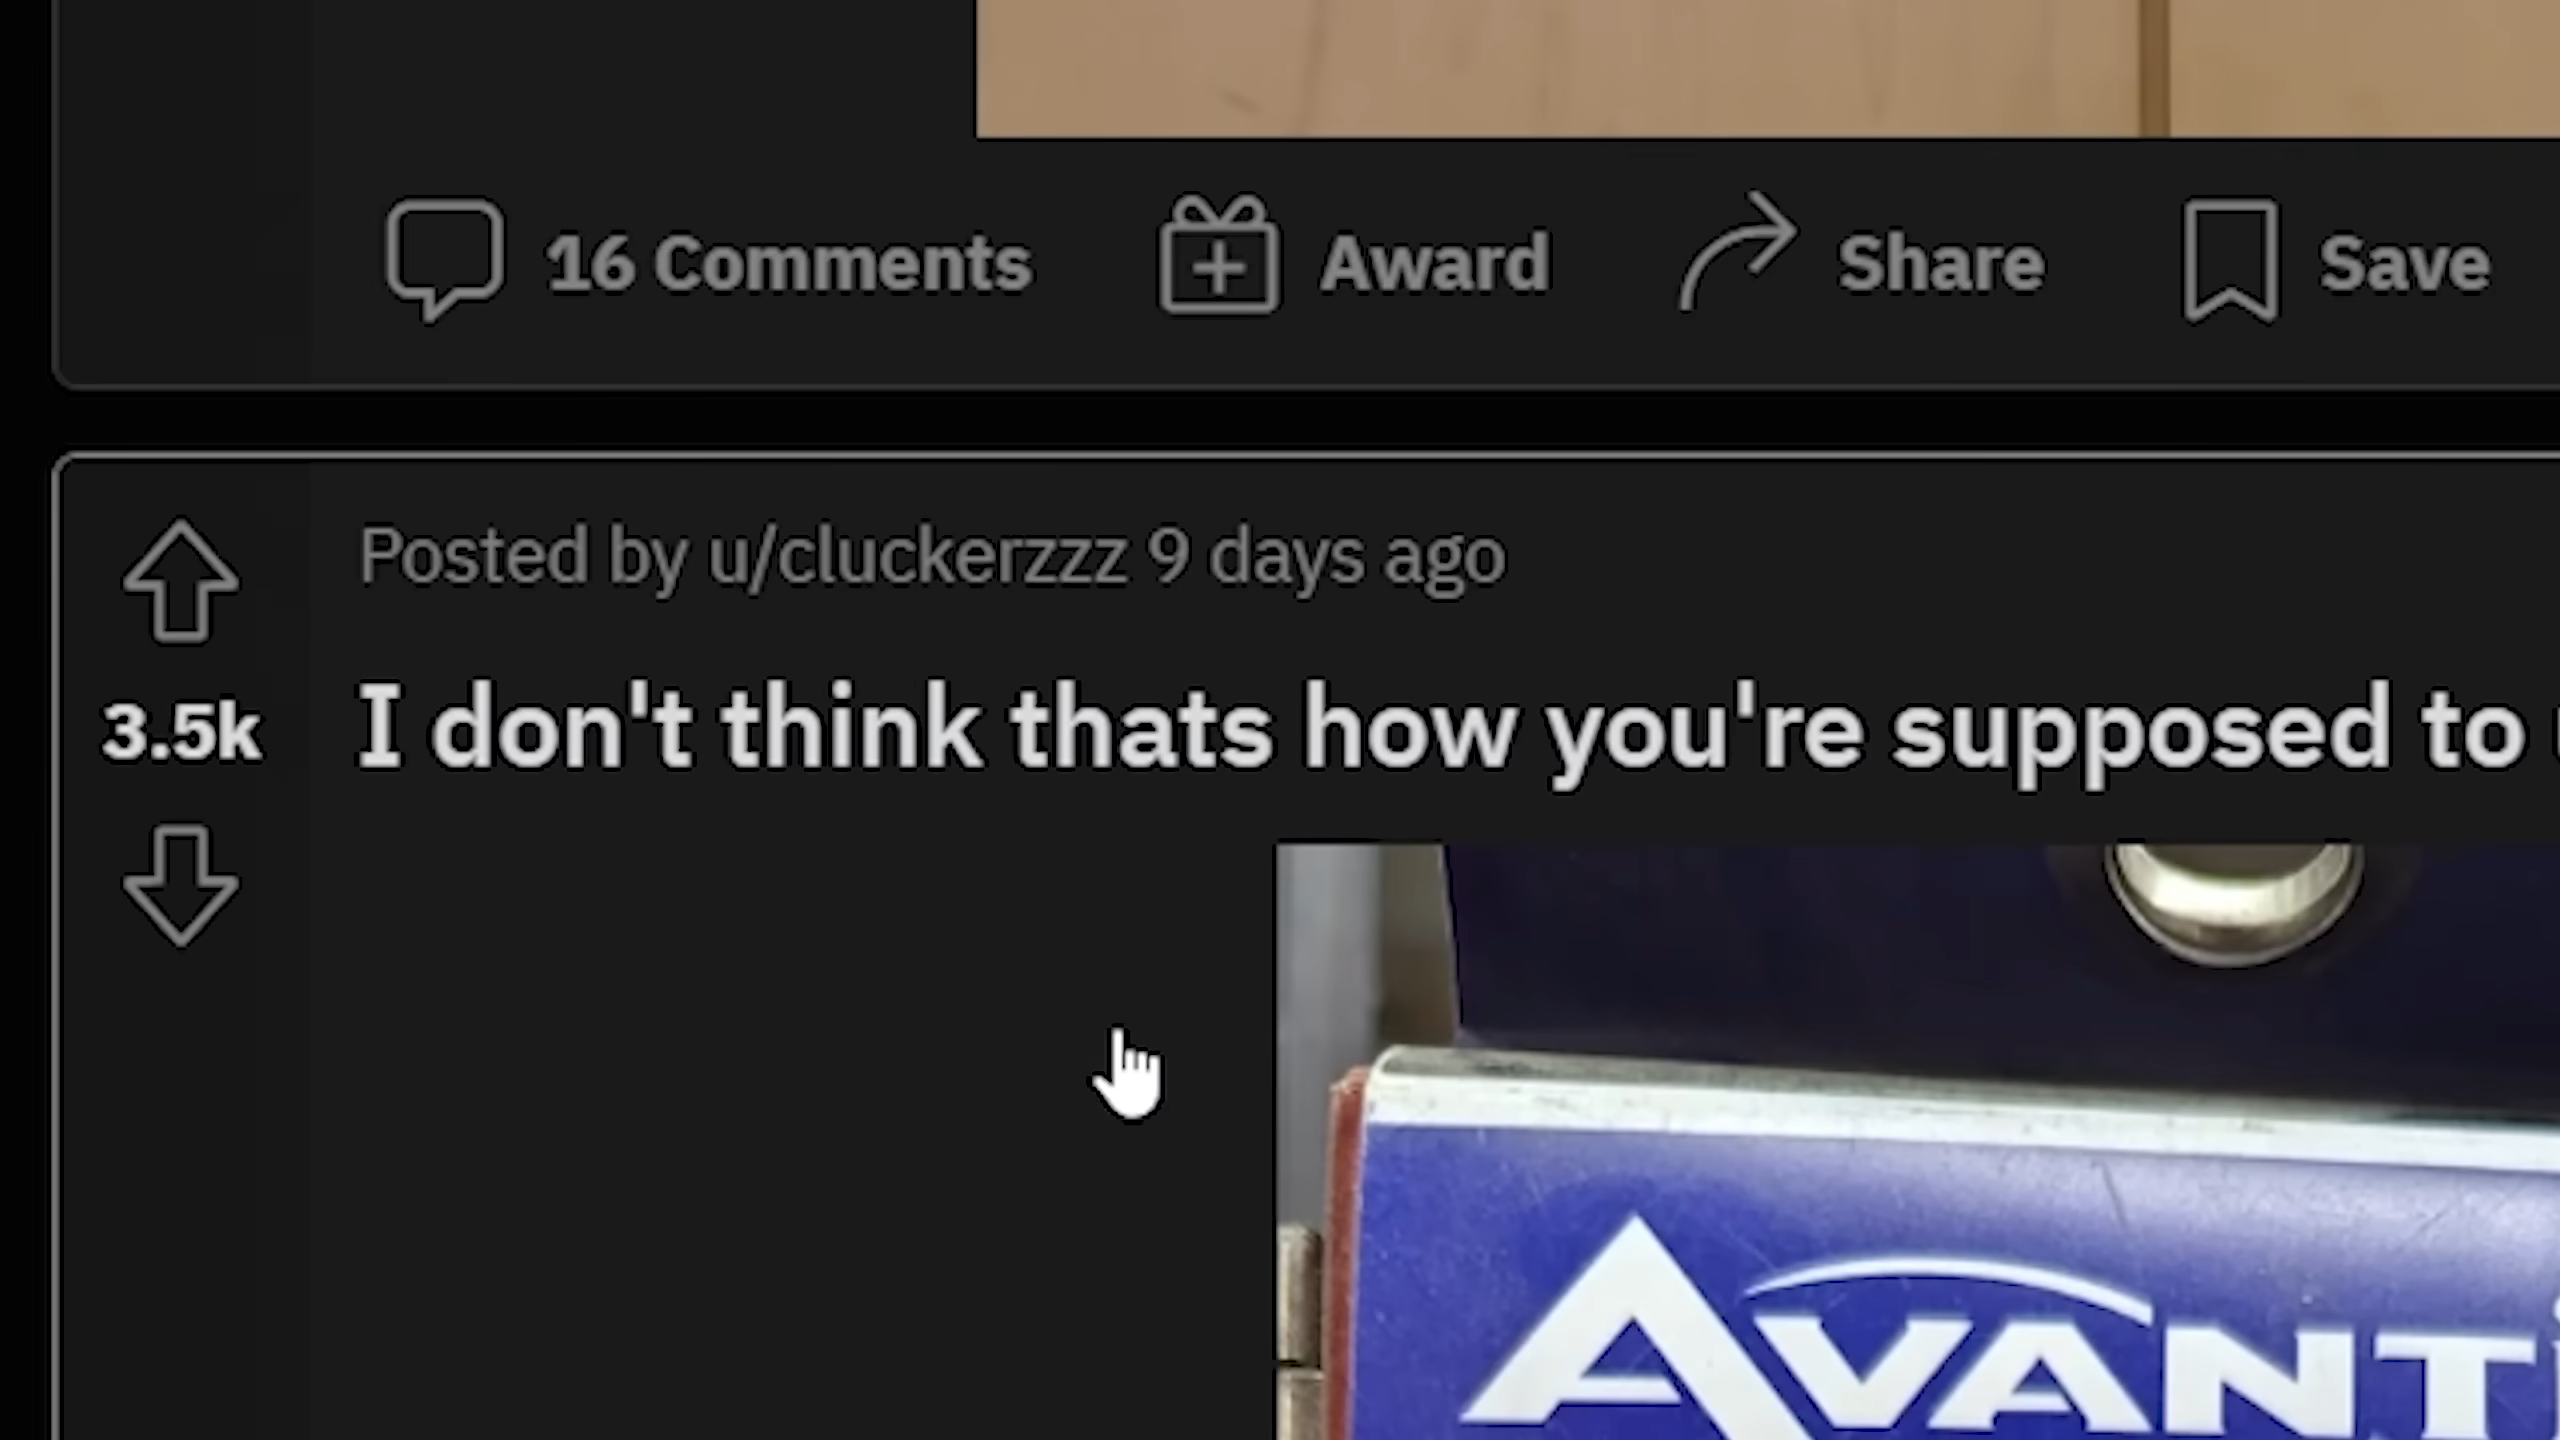 16 Comments Award Share Save
Posted by u/cluckerzzz 9 days ago
3.5k
I don't think thats how you're supposed to
AVANT